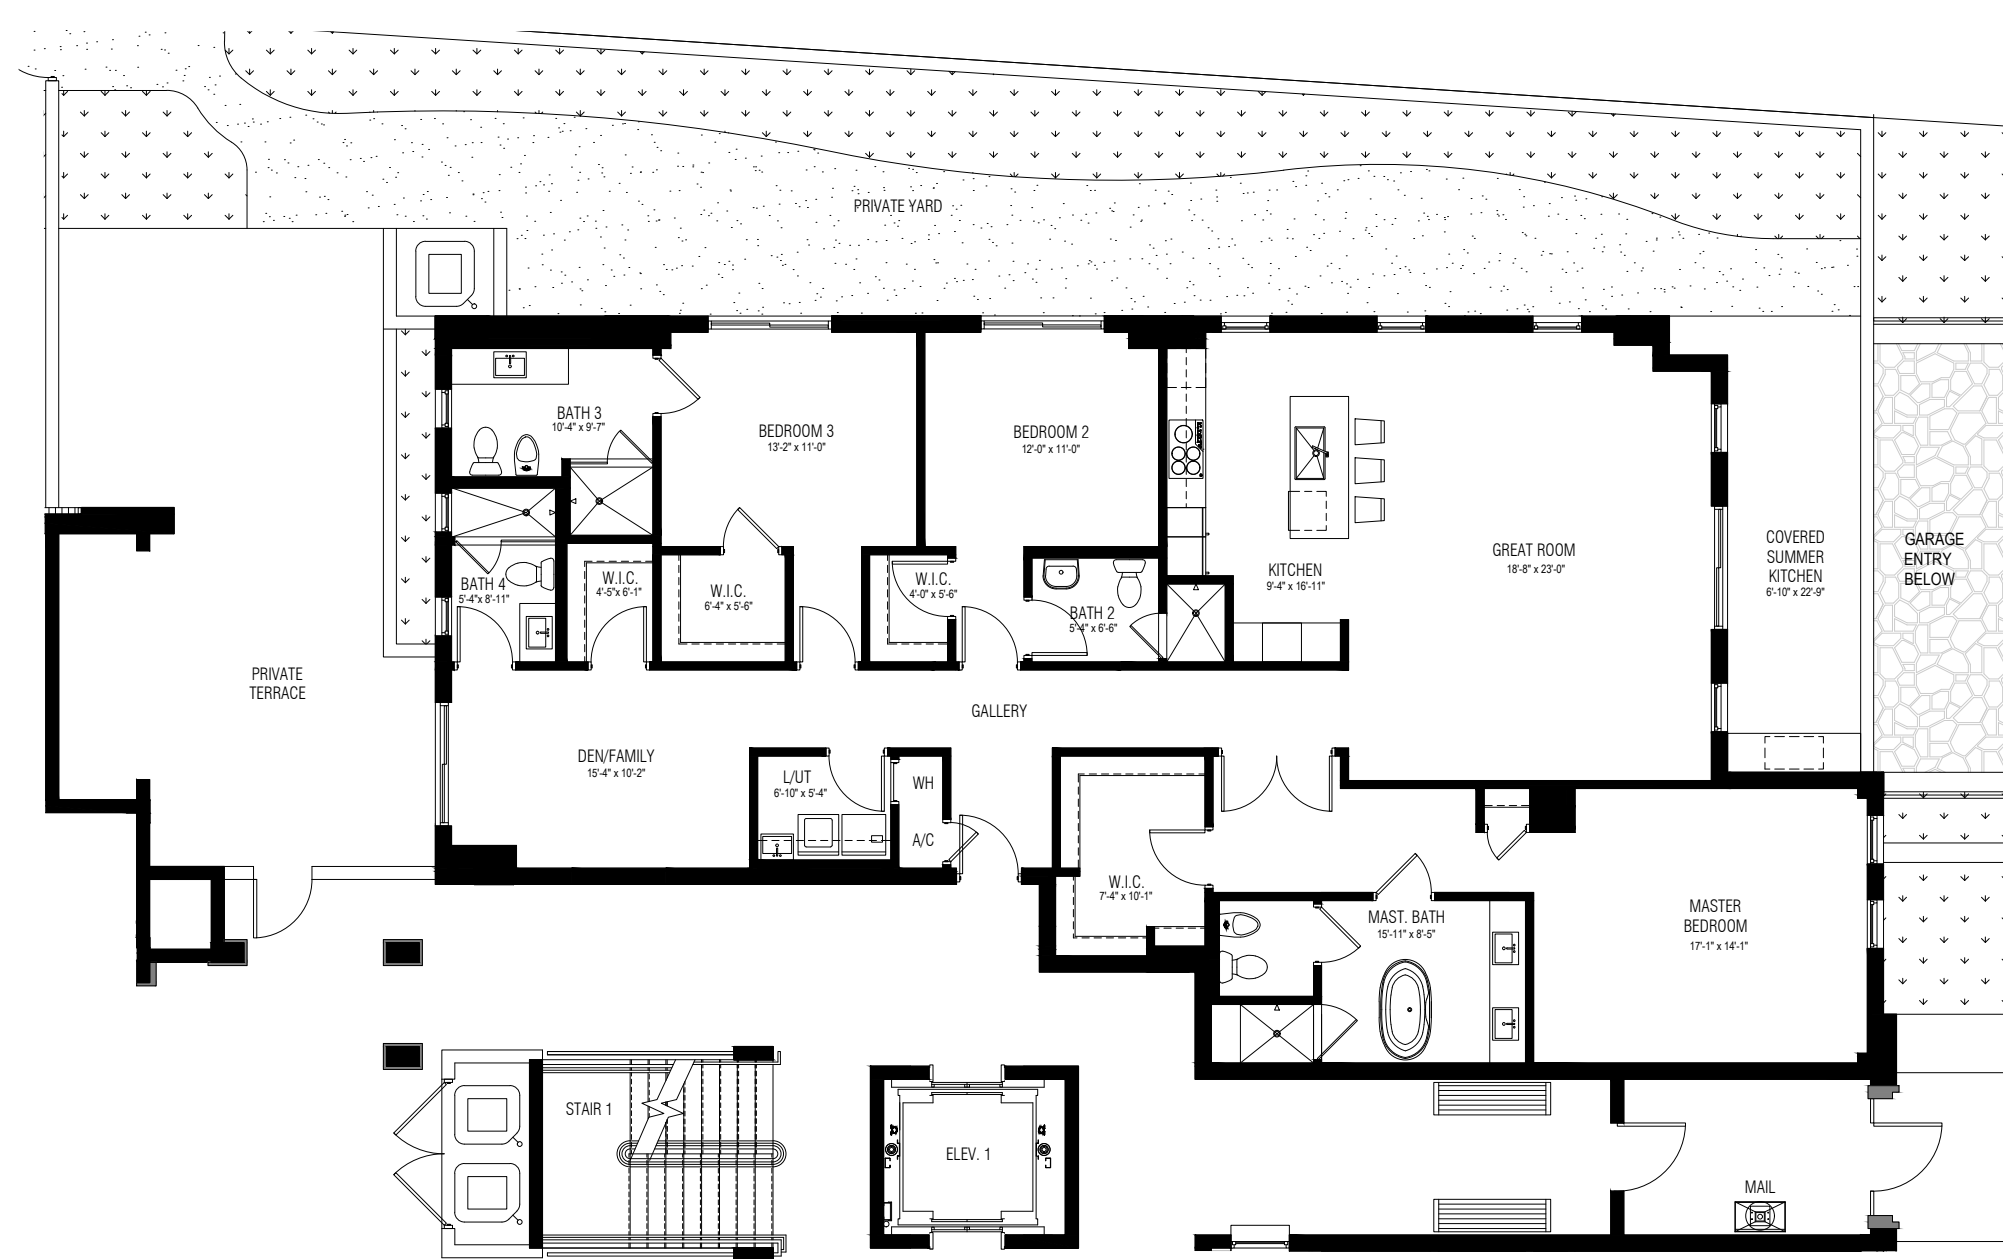 PRIVATE YARD
BATH 3
10'-4" x 9'-7"
BEDROOM 3
13'-2" x 11'-0"
BEDROOM 2
12'-0" x 11'-0"
GREAT ROOM
18'-8" x 23'-0"
COVERED
SUMMER
KITCHEN
6'-10" x 22'-9"
GARAGE
ENTRY
BELOW
KITCHEN
9'-4" x 16'-11"
BATH 4
5'-4" x 8'-11"
W.I.C.
4'-5" x 6'-1"
W.I.C.
6'-4" x 5'-6"
W.I.C.
4'-0" x 5'-6"
BATH 2
5'-4" x 6'-6"
PRIVATE
TERRACE
GALLERY
DEN/FAMILY
15'-4" x 10'-2"
L/UT
6'-10" x 5'-4"
WH
A/C
W.I.C.
7'-4" x 10'-1"
MAST. BATH
15'-11" x 8'-5"
MASTER
BEDROOM
17'-1" x 14'-1"
STAIR 1
ELEV. 1
MAIL